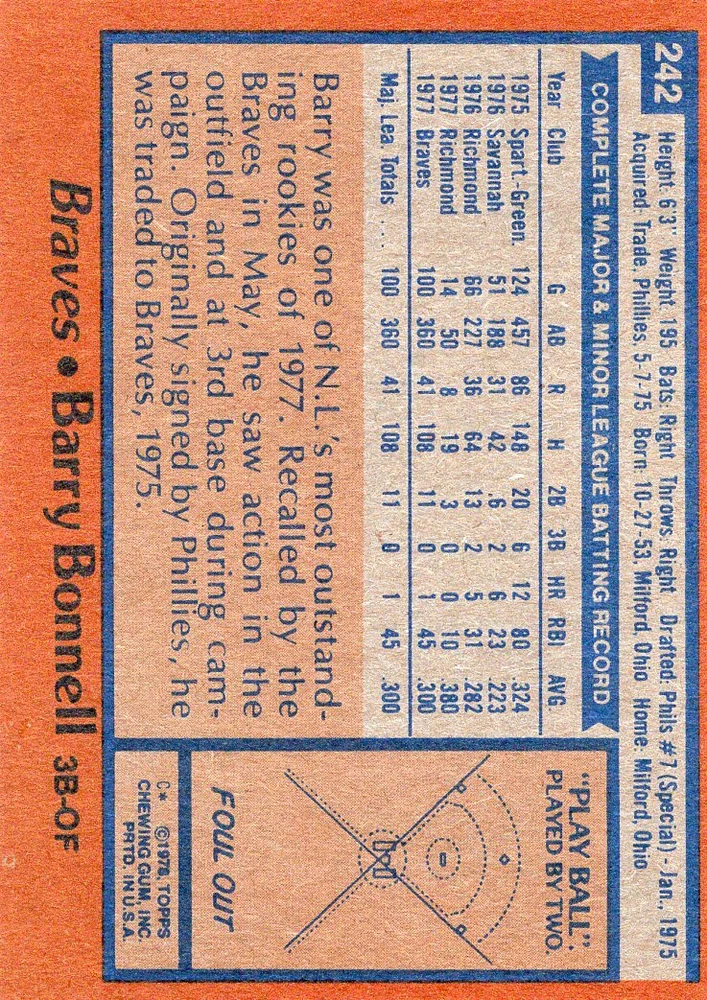 242
Height: 6'3" Weight: 195 Bats: Right Throws: Right Drafted: Phils #7 (Special) - Jan., 1975
Acquired: Trade, Phillies, 5-7-75 Born: 10-27-53, Milford, Ohio Home: Milford, Ohio
COMPLETE MAJOR & MINOR LEAGUE BATTING RECORD
Year Club G AB R H 2B 3B HR RBI AVG
1975 Spart.-Green. 124 457 86 148 20 6 12 80 .324
1976 Savannah 51 188 31 42 6 2 6 23 .223
1976 Richmond 66 227 36 64 13 2 5 31 .282
1977 Richmond 14 50 8 19 3 0 0 10 .380
1977 Braves 100 360 41 108 11 0 1 45 .300
Maj. Lea. Totals .... 100 360 41 108 11 0 1 45 .300
Barry was one of N.L.'s most outstand-
ing rookies of 1977. Recalled by the
Braves in May, he saw action in the
outfield and at 3rd base during cam-
paign. Originally signed by Phillies, he
was traded to Braves, 1975.
"PLAY BALL"
PLAYED BY TWO.
FOUL OUT
C* ©1978, TOPPS
CHEWING GUM, INC.
PRTD. IN U.S.A.
Braves • Barry Bonnell 3B-OF